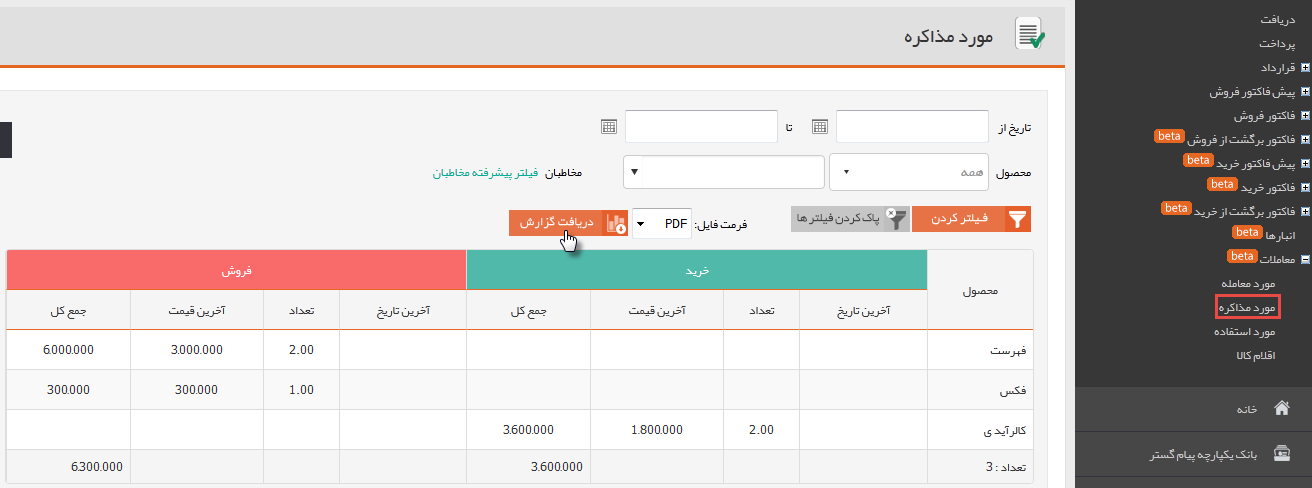 دریافت
پرداخت
قرارداد
پیش فاکتور فروش
فاکتور فروش
فاکتور برگشت از فروش beta
پیش فاکتور خرید beta
فاکتور خرید beta
فاکتور برگشت از خرید beta
انبارها beta
معاملات beta
مورد معامله
مورد مذاکره
مورد استفاده
اقلام کالا
خانه
بانک یکپارچه پیام گستر
مورد مذاکره
تاریخ از تا
محصول همه مخاطبان فیلتر پیشرفته مخاطبان
فیلتر کردن پاک کردن فیلتر ها فرمت فایل: PDF دریافت گزارش
محصول خرید فروش
آخرین تاریخ تعداد آخرین قیمت جمع کل آخرین تاریخ تعداد آخرین قیمت جمع کل
فهرست 2.00 3.000.000 6.000.000
فکس 1.00 300.000 300.000
کالرآیدی 2.00 1.800.000 3.600.000
تعداد : 3 3.600.000 6.300.000